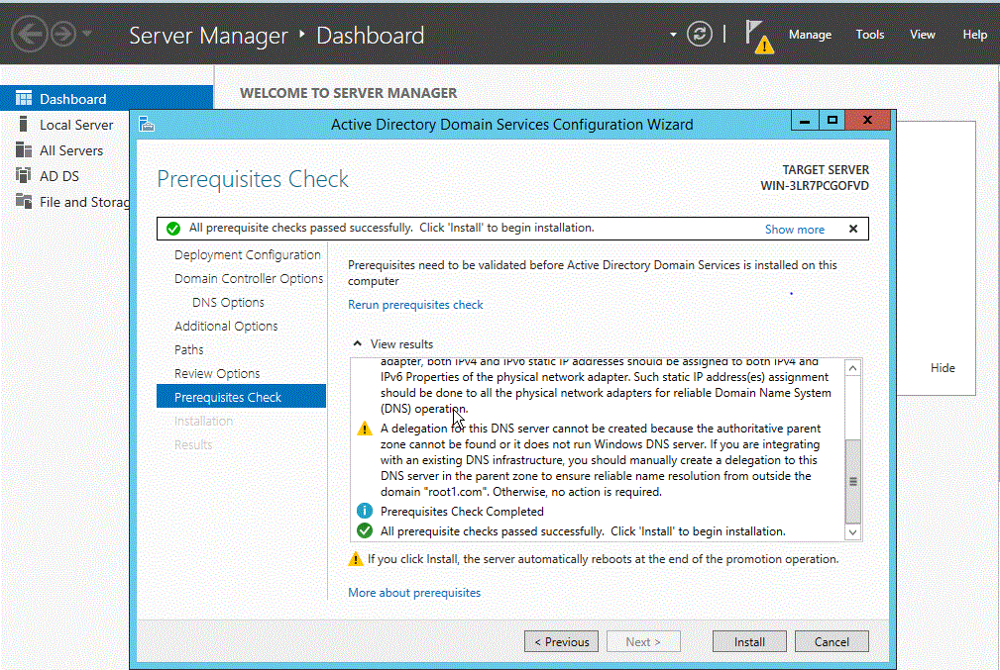 Server Manager ‣ Dashboard
Manage Tools View Help
Dashboard
Local Server
All Servers
AD DS
File and Storag
WELCOME TO SERVER MANAGER
Hide
Active Directory Domain Services Configuration Wizard
Prerequisites Check
TARGET SERVER
WIN-3LR7PCGOFVD
All prerequisite checks passed successfully.  Click 'Install' to begin installation.
Show more
Deployment Configuration
Domain Controller Options
DNS Options
Additional Options
Paths
Review Options
Prerequisites Check
Installation
Results
Prerequisites need to be validated before Active Directory Domain Services is installed on this
computer
Rerun prerequisites check
View results
adapter, both IPv4 and IPv6 static IP addresses should be assigned to both IPv4 and
IPv6 Properties of the physical network adapter. Such static IP address(es) assignment
should be done to all the physical network adapters for reliable Domain Name System
(DNS) operation.
A delegation for this DNS server cannot be created because the authoritative parent
zone cannot be found or it does not run Windows DNS server. If you are integrating
with an existing DNS infrastructure, you should manually create a delegation to this
DNS server in the parent zone to ensure reliable name resolution from outside the
domain "root1.com". Otherwise, no action is required.
Prerequisites Check Completed
All prerequisite checks passed successfully.  Click 'Install' to begin installation.
If you click Install, the server automatically reboots at the end of the promotion operation.
More about prerequisites
< Previous
Next >
Install
Cancel